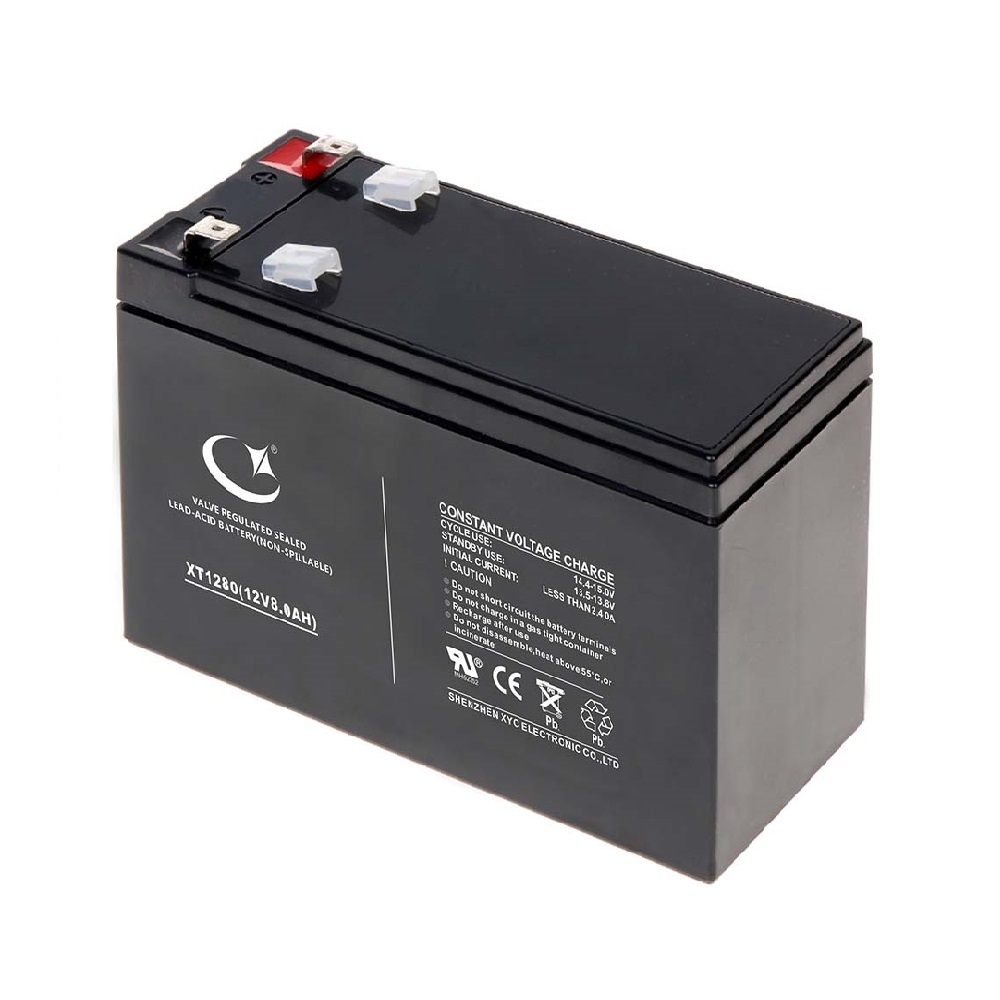 ®
VALVE REGULATED SEALED
LEAD-ACID BATTERY(NON-SPILLABLE)
XT1280(12V8.0AH)
CONSTANT VOLTAGE CHARGE
CYCLE USE: 14.4-15.0V
STANDBY USE: 13.5-13.8V
INITIAL CURRENT: LESS THAN 2.40A
! CAUTION
Do not short circuit the battery terminals
Do not charge in a gas tight container
Recharge after use
Do not disassemble,heat above 55°C,or
incinerate
®
CE
Pb.
Pb.
SHENZHEN XYC ELECTRONIC CO.,LTD
+